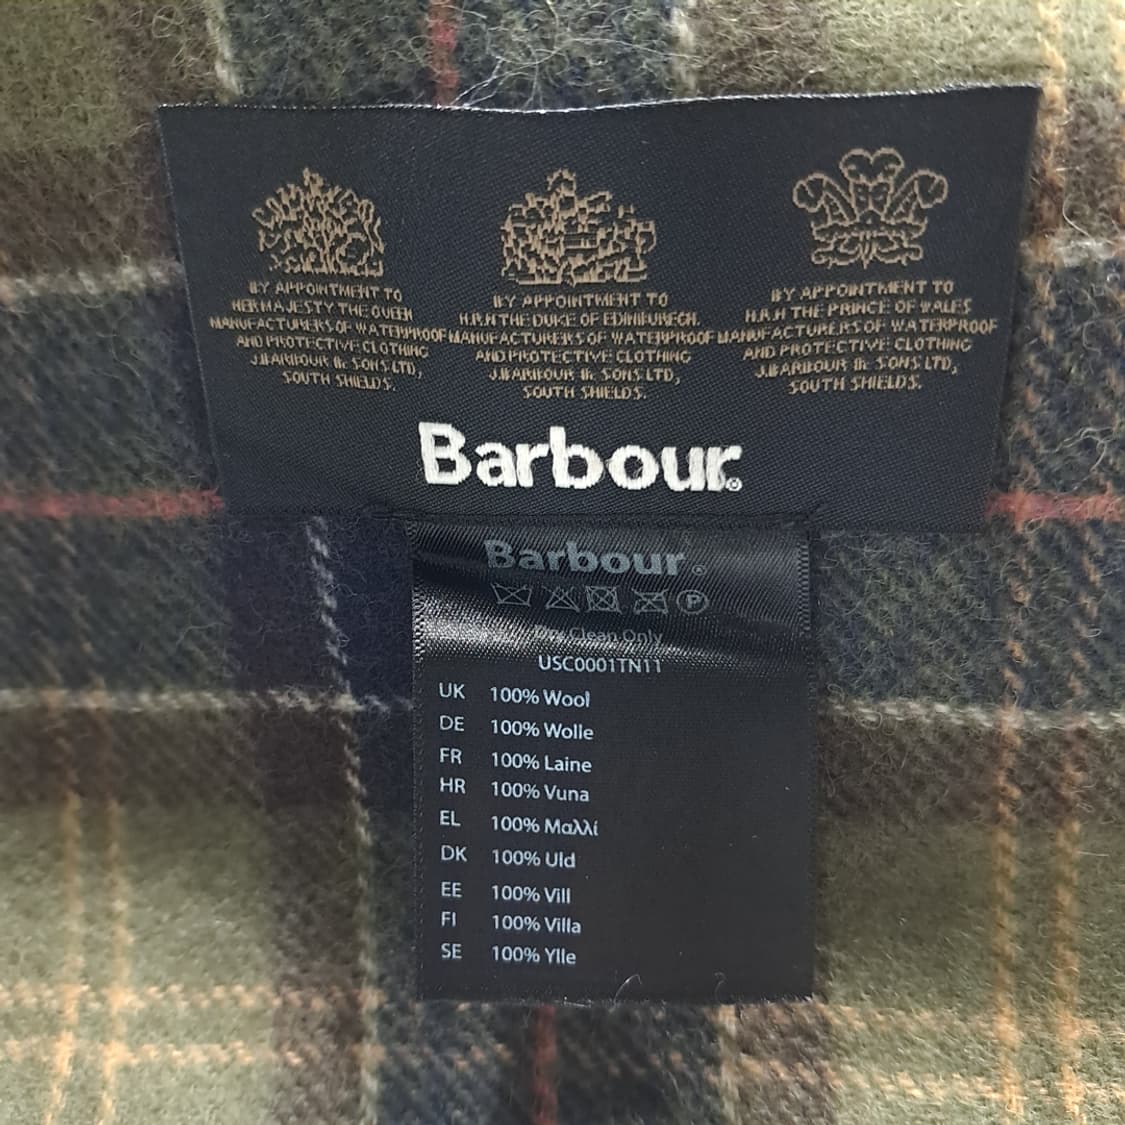 BY APPOINTMENT TO
HER MAJESTY THE QUEEN
MANUFACTURERS OF WATERPROOF
AND PROTECTIVE CLOTHING
J.BARBOUR & SONS LTD,
SOUTH SHIELDS.
BY APPOINTMENT TO
H.R.H THE DUKE OF EDINBURGH.
MANUFACTURERS OF WATERPROOF
AND PROTECTIVE CLOTHING
J.BARBOUR & SONS LTD,
SOUTH SHIELDS.
BY APPOINTMENT TO
H.R.H THE PRINCE OF WALES
MANUFACTURERS OF WATERPROOF
AND PROTECTIVE CLOTHING
J.BARBOUR & SONS LTD,
SOUTH SHIELDS.
Barbour®
Barbour®
P
Dry Clean Only
USC0001TN11
UK 100% Wool
DE 100% Wolle
FR 100% Laine
HR 100% Vuna
EL 100% Μαλλί
DK 100% Uld
EE 100% Vill
FI 100% Villa
SE 100% Ylle